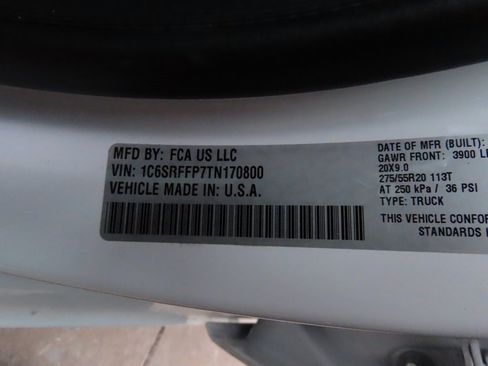 MFD BY: FCA US LLC
VIN: 1C6SRFFP7TN170800
VEHICLE MADE IN: U.S.A.
DATE OF MFR (BUILT):
GAWR FRONT: 3900 L
20X9.0
275/55R20 113T
AT 250 kPa / 36 PSI
TYPE: TRUCK
THIS VEHICLE CONFOR
STANDARDS